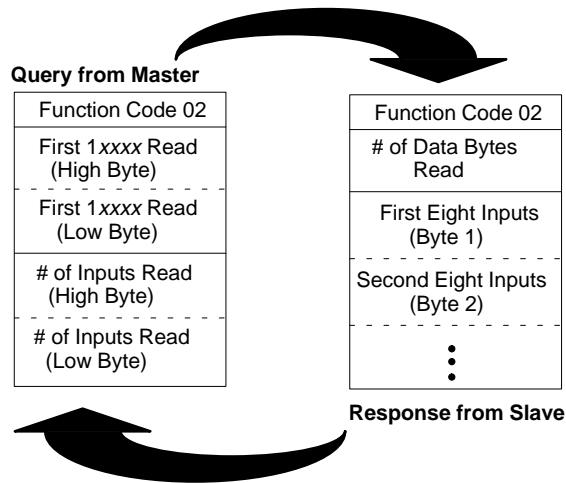 Query from Master
Function Code 02
First 1xxxx Read
(High Byte)
First 1xxxx Read
(Low Byte)
# of Inputs Read
(High Byte)
# of Inputs Read
(Low Byte)
Function Code 02
# of Data Bytes
Read
First Eight Inputs
(Byte 1)
Second Eight Inputs
(Byte 2)
Response from Slave